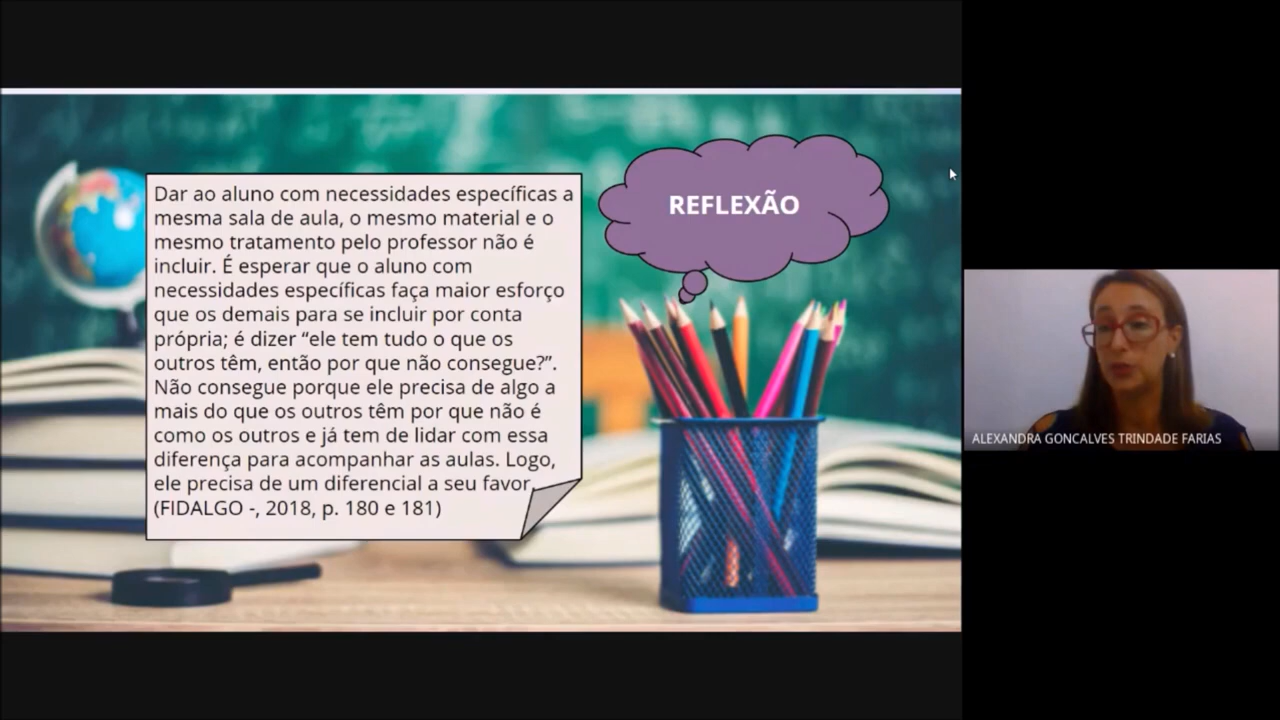 Dar ao aluno com necessidades específicas a
mesma sala de aula, o mesmo material e o
mesmo tratamento pelo professor não é
incluir. É esperar que o aluno com
necessidades específicas faça maior esforço
que os demais para se incluir por conta
própria; é dizer “ele tem tudo o que os
outros têm, então por que não consegue?”.
Não consegue porque ele precisa de algo a
mais do que os outros têm por que não é
como os outros e já tem de lidar com essa
diferença para acompanhar as aulas. Logo,
ele precisa de um diferencial a seu favor.
(FIDALGO -, 2018, p. 180 e 181)
REFLEXÃO
ALEXANDRA GONCALVES TRINDADE FARIAS